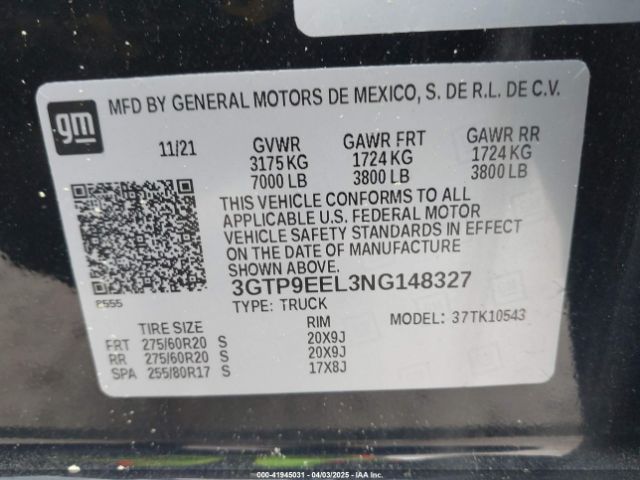 MFD BY GENERAL MOTORS DE MEXICO, S. DE R.L. DE C.V.
gm
11/21 GVWR GAWR FRT GAWR RR
3175 KG 1724 KG 1724 KG
7000 LB 3800 LB 3800 LB
THIS VEHICLE CONFORMS TO ALL
APPLICABLE U.S. FEDERAL MOTOR
VEHICLE SAFETY STANDARDS IN EFFECT
ON THE DATE OF MANUFACTURE
SHOWN ABOVE.
3GTP9EEL3NG148327
TYPE: TRUCK
MODEL: 37TK10543
TIRE SIZE RIM
FRT 275/60R20 S 20X9J
RR 275/60R20 S 20X9J
SPA 255/80R17 S 17X8J
000-41945031 - 04/03/2025 - IAA Inc. Copyright